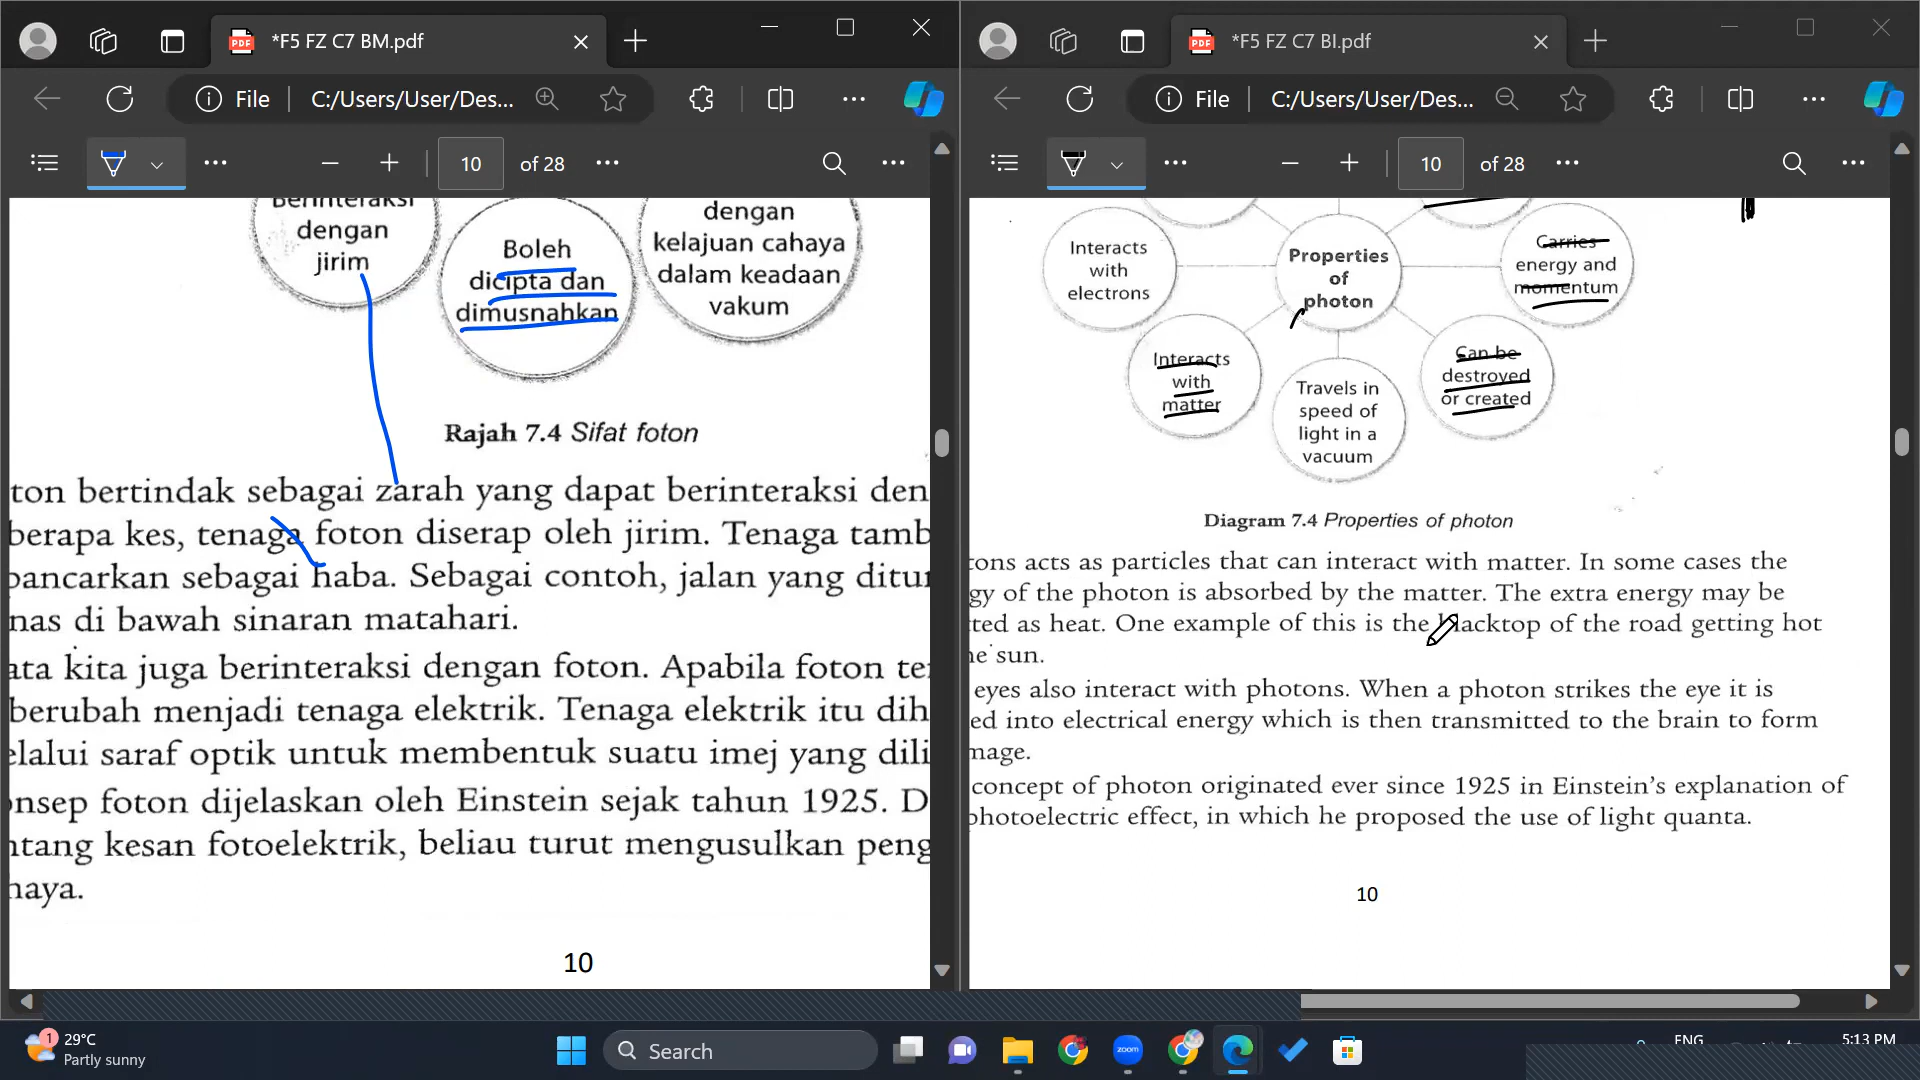 *F5 FZ C7 BM.pdf
File
C:/Users/User/Des...
10 of 28
Berinteraksi
dengan
jirim
Boleh
dicipta dan
dimusnahkan
dengan
kelajuan cahaya
dalam keadaan
vakum
Rajah 7.4 Sifat foton
ton bertindak sebagai zarah yang dapat berinteraksi den
berapa kes, tenaga foton diserap oleh jirim. Tenaga tamb
pancarkan sebagai haba. Sebagai contoh, jalan yang ditu
nas di bawah sinaran matahari.
ata kita juga berinteraksi dengan foton. Apabila foton te
berubah menjadi tenaga elektrik. Tenaga elektrik itu dih
elalui saraf optik untuk membentuk suatu imej yang dili
onsep foton dijelaskan oleh Einstein sejak tahun 1925. D
ntang kesan fotoelektrik, beliau turut mengusulkan peng
haya.
10
*F5 FZ C7 BI.pdf
File
C:/Users/User/Des...
10 of 28
Interacts
with
electrons
Properties
of
photon
Carries
energy and
momentum
Interacts
with
matter
Travels in
speed of
light in a
vacuum
Can be
destroyed
or created
Diagram 7.4 Properties of photon
tons acts as particles that can interact with matter. In some cases the
gy of the photon is absorbed by the matter. The extra energy may be
tted as heat. One example of this is the blacktop of the road getting hot
he sun.
eyes also interact with photons. When a photon strikes the eye it is
ed into electrical energy which is then transmitted to the brain to form
mage.
concept of photon originated ever since 1925 in Einstein's explanation of
photoelectric effect, in which he proposed the use of light quanta.
10
1
29°C
Partly sunny
Search
zoom
ENG
5:13 PM